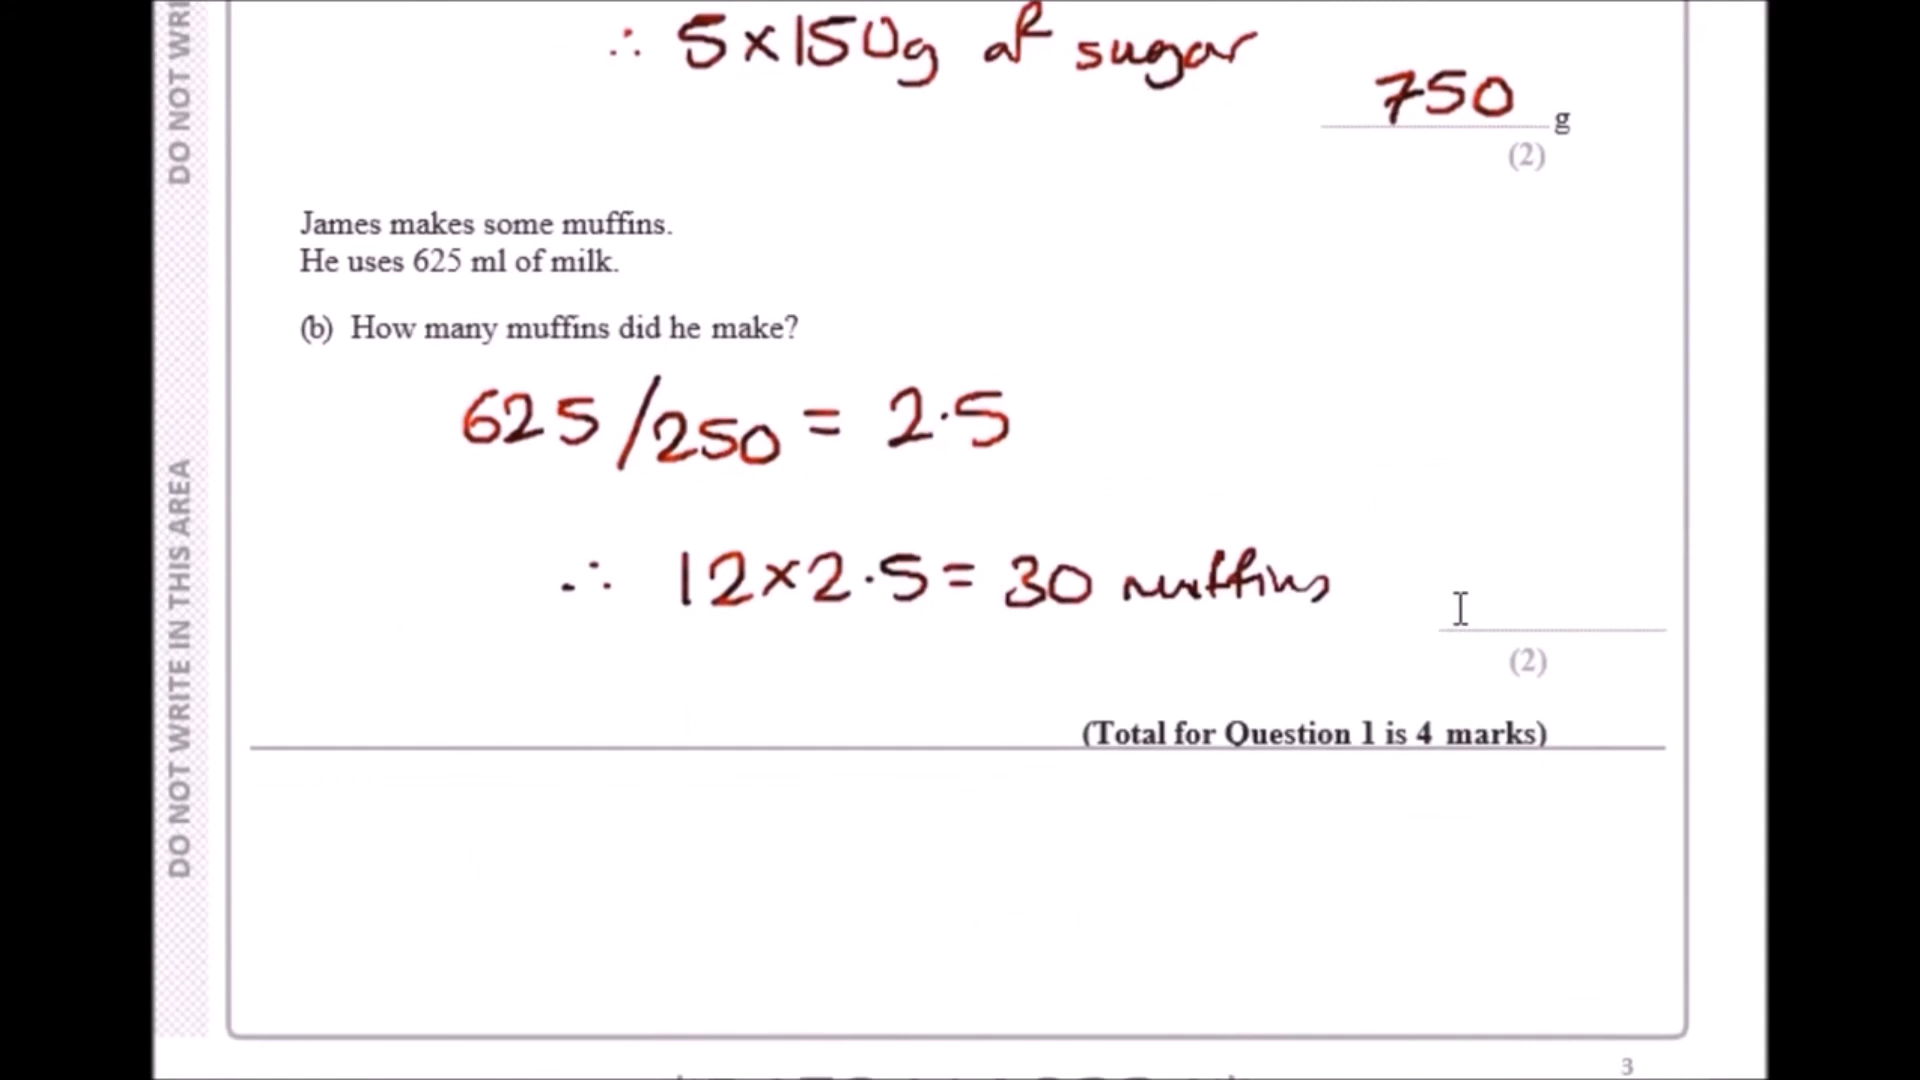 ∴ 5×150g of sugar
750 g
(2)
DO NOT WRI
James makes some muffins.
He uses 625 ml of milk.
(b) How many muffins did he make?
625/250 = 2.5
∴ 12×2.5 = 30 muffins
(2)
DO NOT WRITE IN THIS AREA
(Total for Question 1 is 4 marks)
3